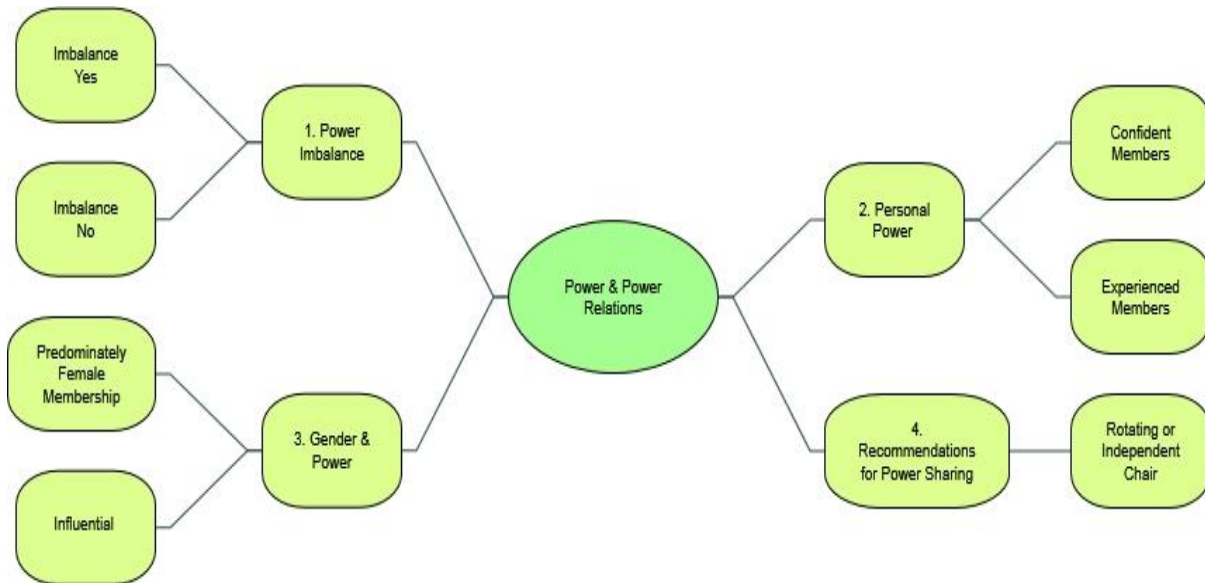 Imbalance
Yes
1. Power
Imbalance
Imbalance
No
Predominately
Female
Membership
3. Gender &
Power
Influential
Power & Power
Relations
2. Personal
Power
Confident
Members
Experienced
Members
4.
Recommendations
for Power Sharing
Rotating or
Independent
Chair